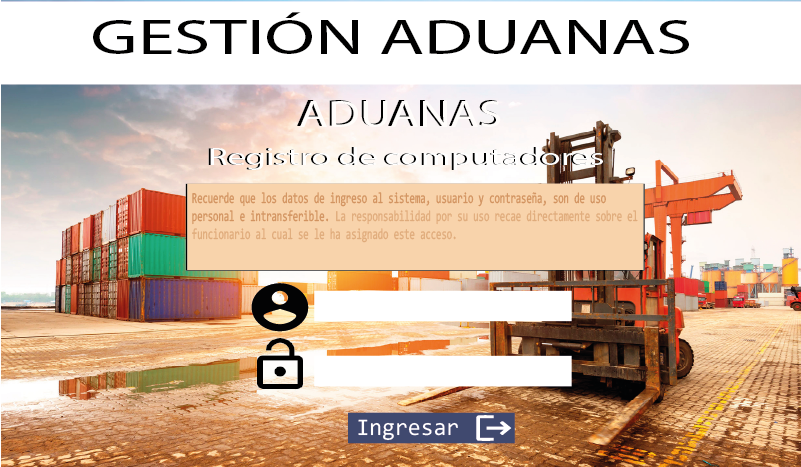 GESTIÓN ADUANAS
ADUANAS
Registro de computadores
Recuerde que los datos de ingreso al sistema, usuario y contraseña, son de uso
personal e intransferible. La responsabilidad por su uso recae directamente sobre el
funcionario al cual se le ha asignado este acceso.
Ingresar